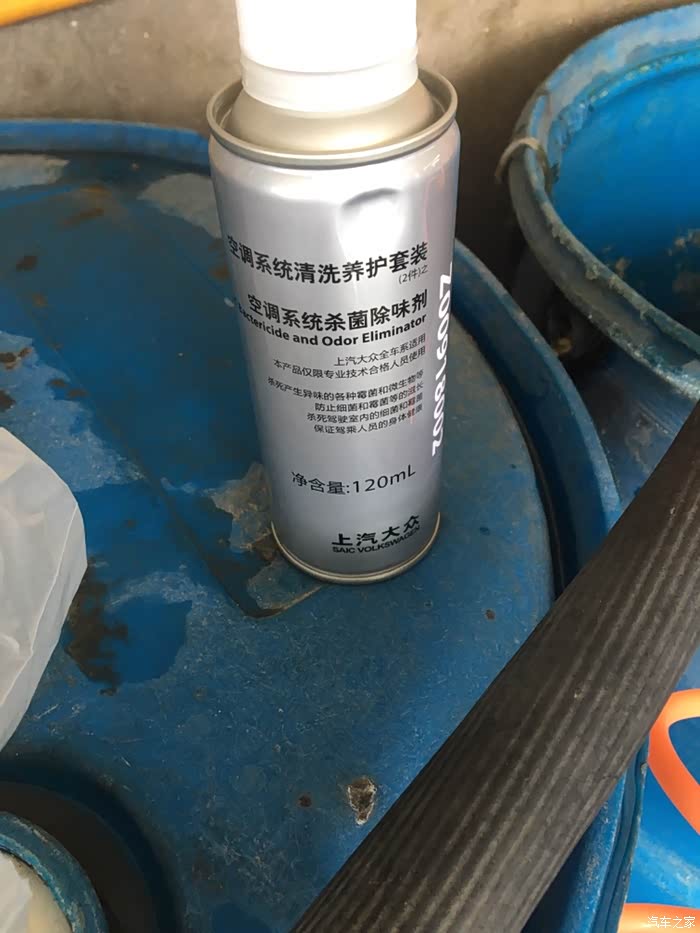 空调系统清洗养护套装
(2件)之
空调系统杀菌除味剂
Bactericide and Odor Eliminator
上汽大众全车系适用
本产品仅限专业技术合格人员使用
杀死产生异味的各种霉菌和微生物等
防止细菌和霉菌等的滋长
杀死驾驶室内的细菌和霉菌
保证驾乘人员的身体健康
净含量:120mL
上汽大众
SAIC VOLKSWAGEN
Z00918002
汽车之家